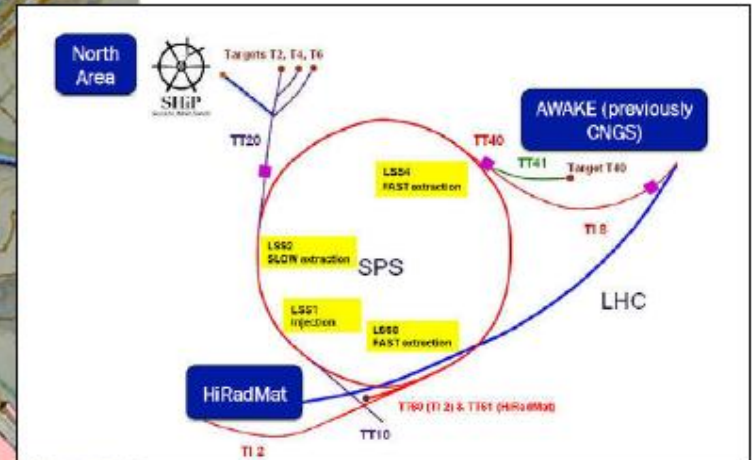 North
Area
SHiP
Targets T2, T4, T6
AWAKE (previously
CNGS)
TT20
TT40
TT41
Target T40
LSS4
FAST extraction
TI 8
LSS2
SLOW extraction
SPS
LHC
LSS1
Injection
LSS6
FAST extraction
HiRadMat
TT60 (TI 2) & TT61 (HiRadMat)
TT10
TI 2